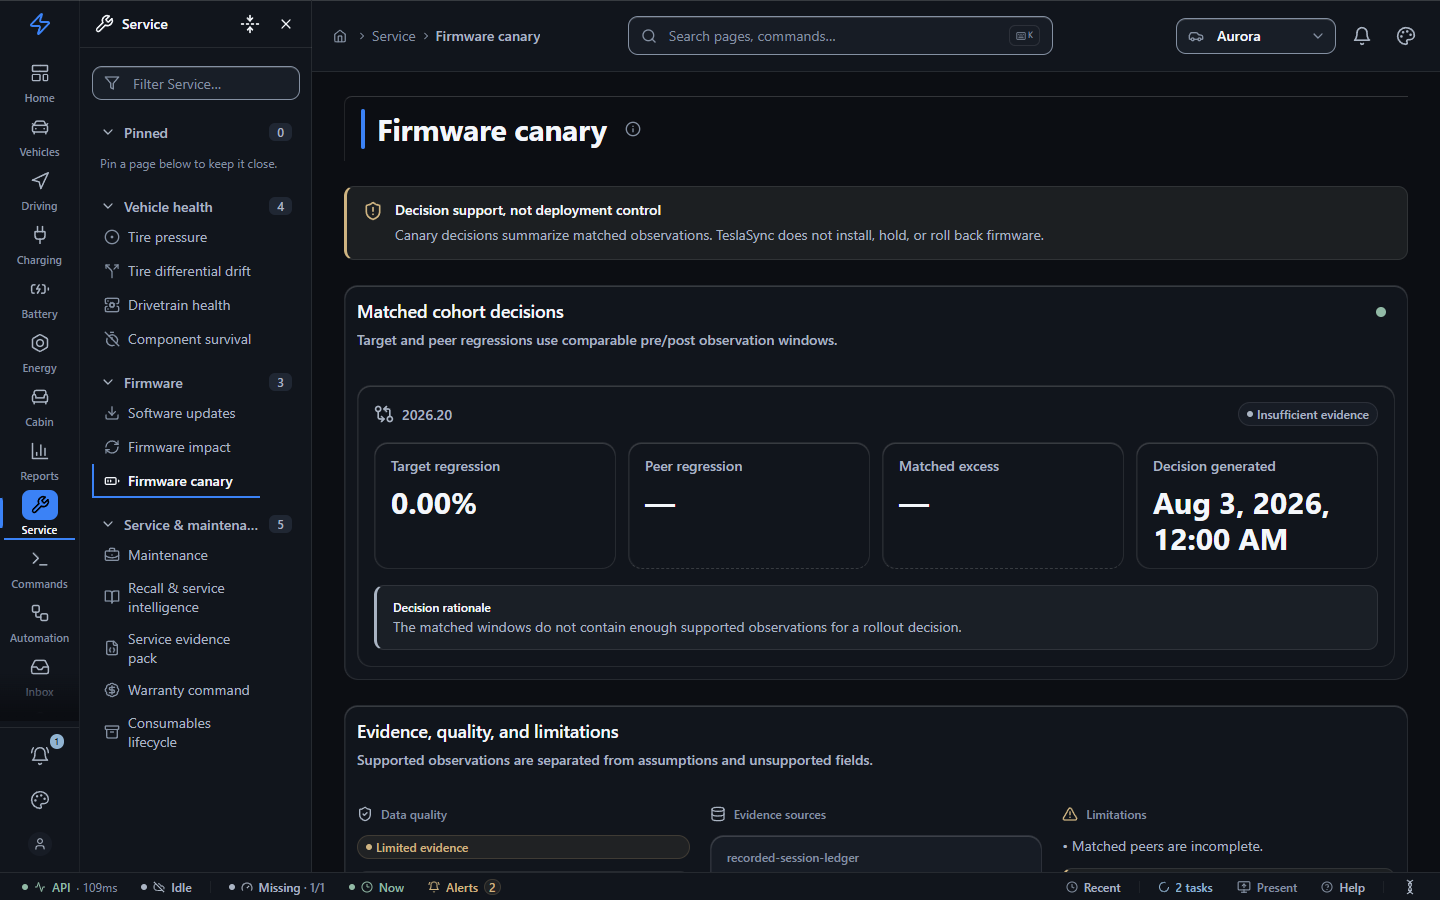 Service
Service
Firmware canary
Search pages, commands...
K
Aurora
Home
Vehicles
Driving
Charging
Battery
Energy
Cabin
Reports
Service
Commands
Automation
Inbox
1
Filter Service...
Pinned
0
Pin a page below to keep it close.
Vehicle health
4
Tire pressure
Tire differential drift
Drivetrain health
Component survival
Firmware
3
Software updates
Firmware impact
Firmware canary
Service & maintena...
5
Maintenance
Recall & service
intelligence
Service evidence
pack
Warranty command
Consumables
lifecycle
Firmware canary
Decision support, not deployment control
Canary decisions summarize matched observations. TeslaSync does not install, hold, or roll back firmware.
Matched cohort decisions
Target and peer regressions use comparable pre/post observation windows.
2026.20
Insufficient evidence
Target regression
0.00%
Peer regression
—
Matched excess
—
Decision generated
Aug 3, 2026,
12:00 AM
Decision rationale
The matched windows do not contain enough supported observations for a rollout decision.
Evidence, quality, and limitations
Supported observations are separated from assumptions and unsupported fields.
Data quality
Limited evidence
Evidence sources
recorded-session-ledger
Limitations
• Matched peers are incomplete.
API · 109ms
Idle
Missing · 1/1
Now
Alerts 2
Recent
2 tasks
Present
Help